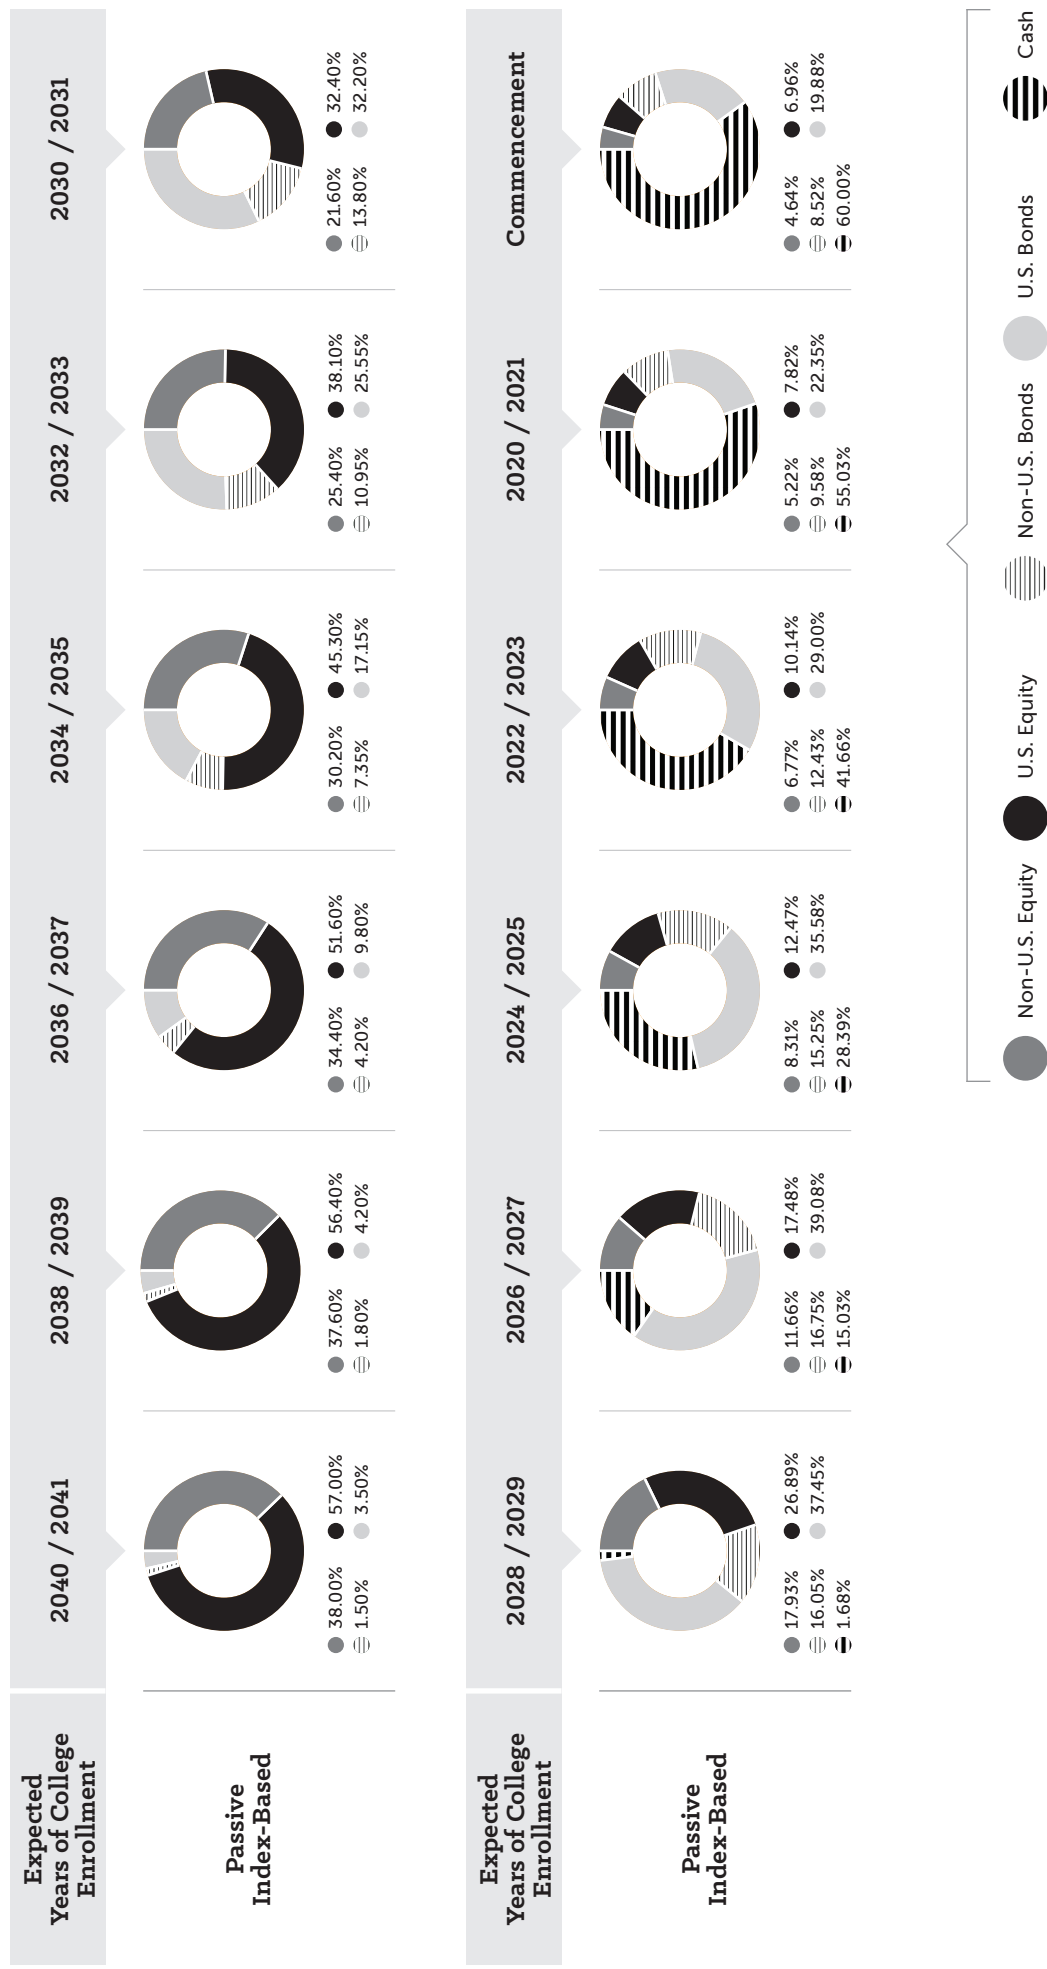 Expected
Years of College
Enrollment
2040 / 2041
2038 / 2039
2036 / 2037
2034 / 2035
2032 / 2033
2030 / 2031
Passive
Index-Based
38.00% 57.00%
1.50% 3.50%
37.60% 56.40%
1.80% 4.20%
34.40% 51.60%
4.20% 9.80%
30.20% 45.30%
7.35% 17.15%
25.40% 38.10%
10.95% 25.55%
21.60% 32.40%
13.80% 32.20%
Expected
Years of College
Enrollment
2028 / 2029
2026 / 2027
2024 / 2025
2022 / 2023
2020 / 2021
Commencement
Passive
Index-Based
17.93% 26.89%
16.05% 37.45%
1.68%
11.66% 17.48%
16.75% 39.08%
15.03%
8.31% 12.47%
15.25% 35.58%
28.39%
6.77% 10.14%
12.43% 29.00%
41.66%
5.22% 7.82%
9.58% 22.35%
55.03%
4.64% 6.96%
8.52% 19.88%
60.00%
Non-U.S. Equity
U.S. Equity
Non-U.S. Bonds
U.S. Bonds
Cash